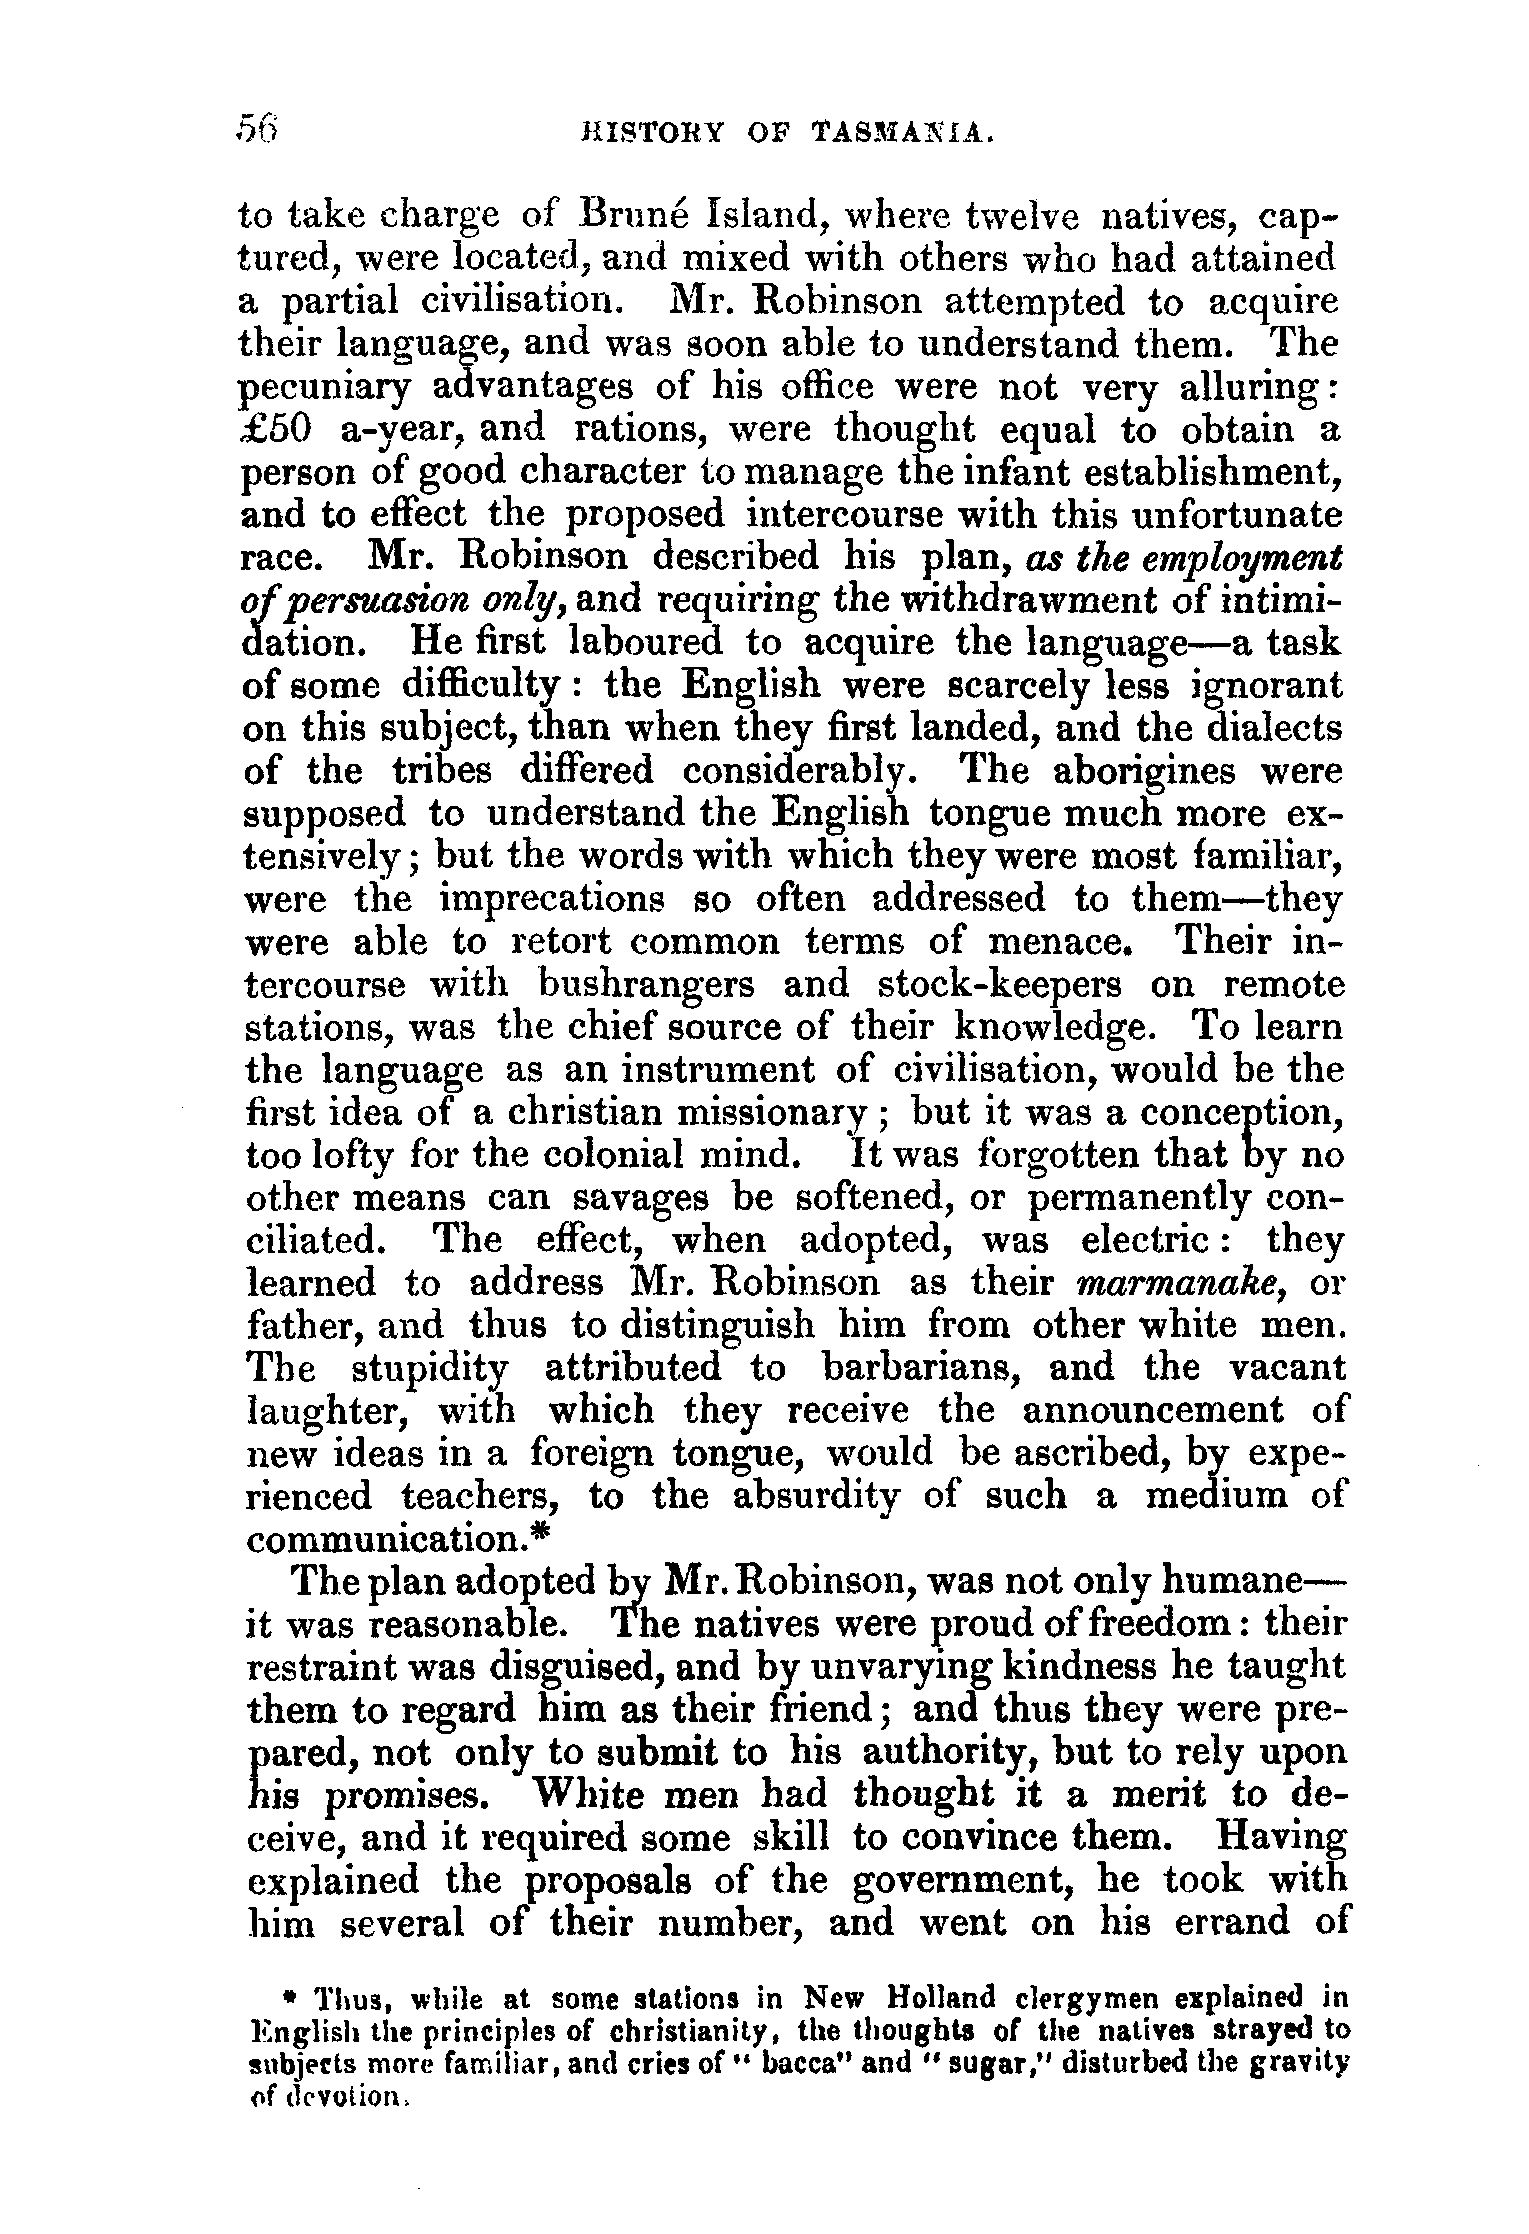 56 HISTORY OF TASMANIA.
to take charge of Bruné Island, where twelve natives, cap-
tured, were located, and mixed with others who had attained
a partial civilisation. Mr. Robinson attempted to acquire
their language, and was soon able to understand them. The
pecuniary advantages of his office were not very alluring:
£50 a-year, and rations, were thought equal to obtain a
person of good character to manage the infant establishment,
and to effect the proposed intercourse with this unfortunate
race. Mr. Robinson described his plan, as the employment
of persuasion only, and requiring the withdrawment of intimi-
dation. He first laboured to acquire the language—a task
of some difficulty: the English were scarcely less ignorant
on this subject, than when they first landed, and the dialects
of the tribes differed considerably. The aborigines were
supposed to understand the English tongue much more ex-
tensively; but the words with which they were most familiar,
were the imprecations so often addressed to them—they
were able to retort common terms of menace. Their in-
tercourse with bushrangers and stock-keepers on remote
stations, was the chief source of their knowledge. To learn
the language as an instrument of civilisation, would be the
first idea of a christian missionary; but it was a conception,
too lofty for the colonial mind. It was forgotten that by no
other means can savages be softened, or permanently con-
ciliated. The effect, when adopted, was electric: they
learned to address Mr. Robinson as their marmanake, or
father, and thus to distinguish him from other white men.
The stupidity attributed to barbarians, and the vacant
laughter, with which they receive the announcement of
new ideas in a foreign tongue, would be ascribed, by expe-
rienced teachers, to the absurdity of such a medium of
communication.*
The plan adopted by Mr. Robinson, was not only humane—
it was reasonable. The natives were proud of freedom: their
restraint was disguised, and by unvarying kindness he taught
them to regard him as their friend; and thus they were pre-
pared, not only to submit to his authority, but to rely upon
his promises. White men had thought it a merit to de-
ceive, and it required some skill to convince them. Having
explained the proposals of the government, he took with
him several of their number, and went on his errand of
* Thus, while at some stations in New Holland clergymen explained in
English the principles of christianity, the thoughts of the natives strayed to
subjects more familiar, and cries of "bacca" and "sugar," disturbed the gravity
of devotion.